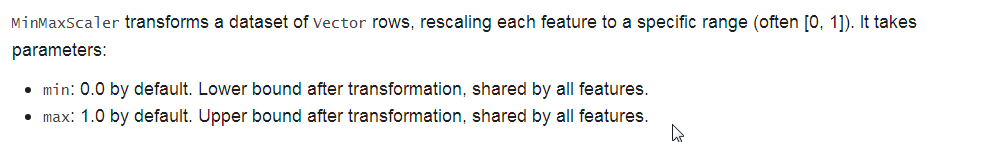 MinMaxScaler transforms a dataset of Vector rows, rescaling each feature to a specific range (often [0, 1]). It takes
parameters:
• min: 0.0 by default. Lower bound after transformation, shared by all features.
• max: 1.0 by default. Upper bound after transformation, shared by all features.